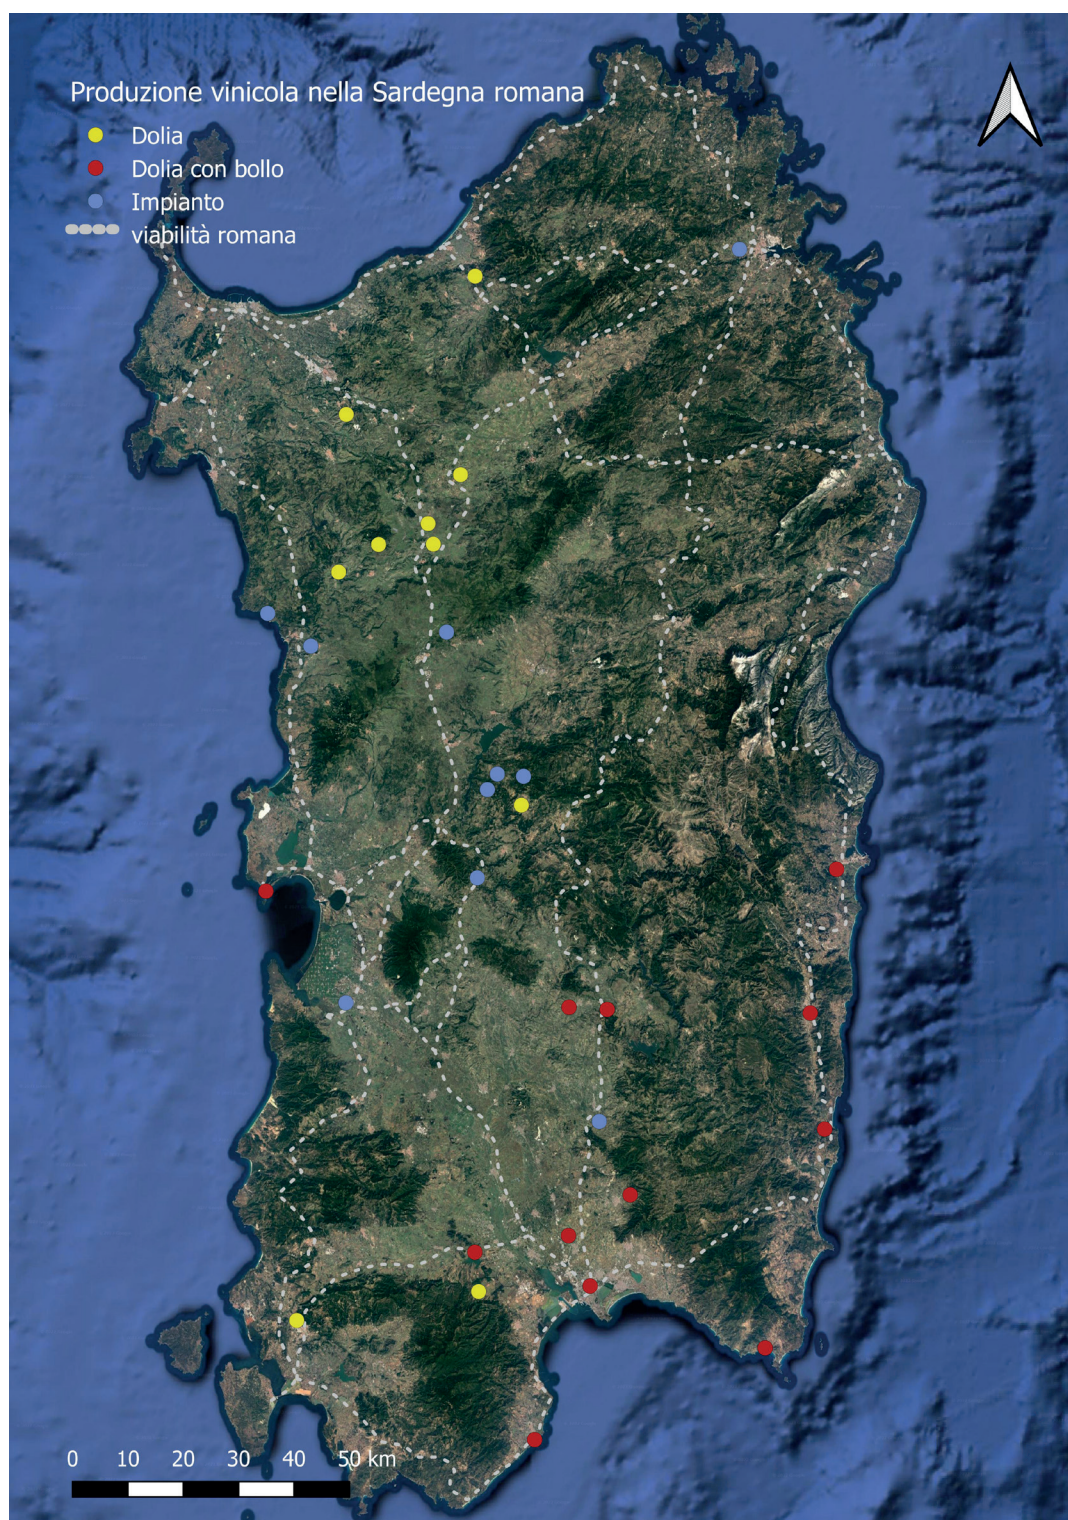 Produzione vinicola nella Sardegna romana
Dolia
Dolia con bollo
Impianto
viabilità romana
0 10 20 30 40 50 km